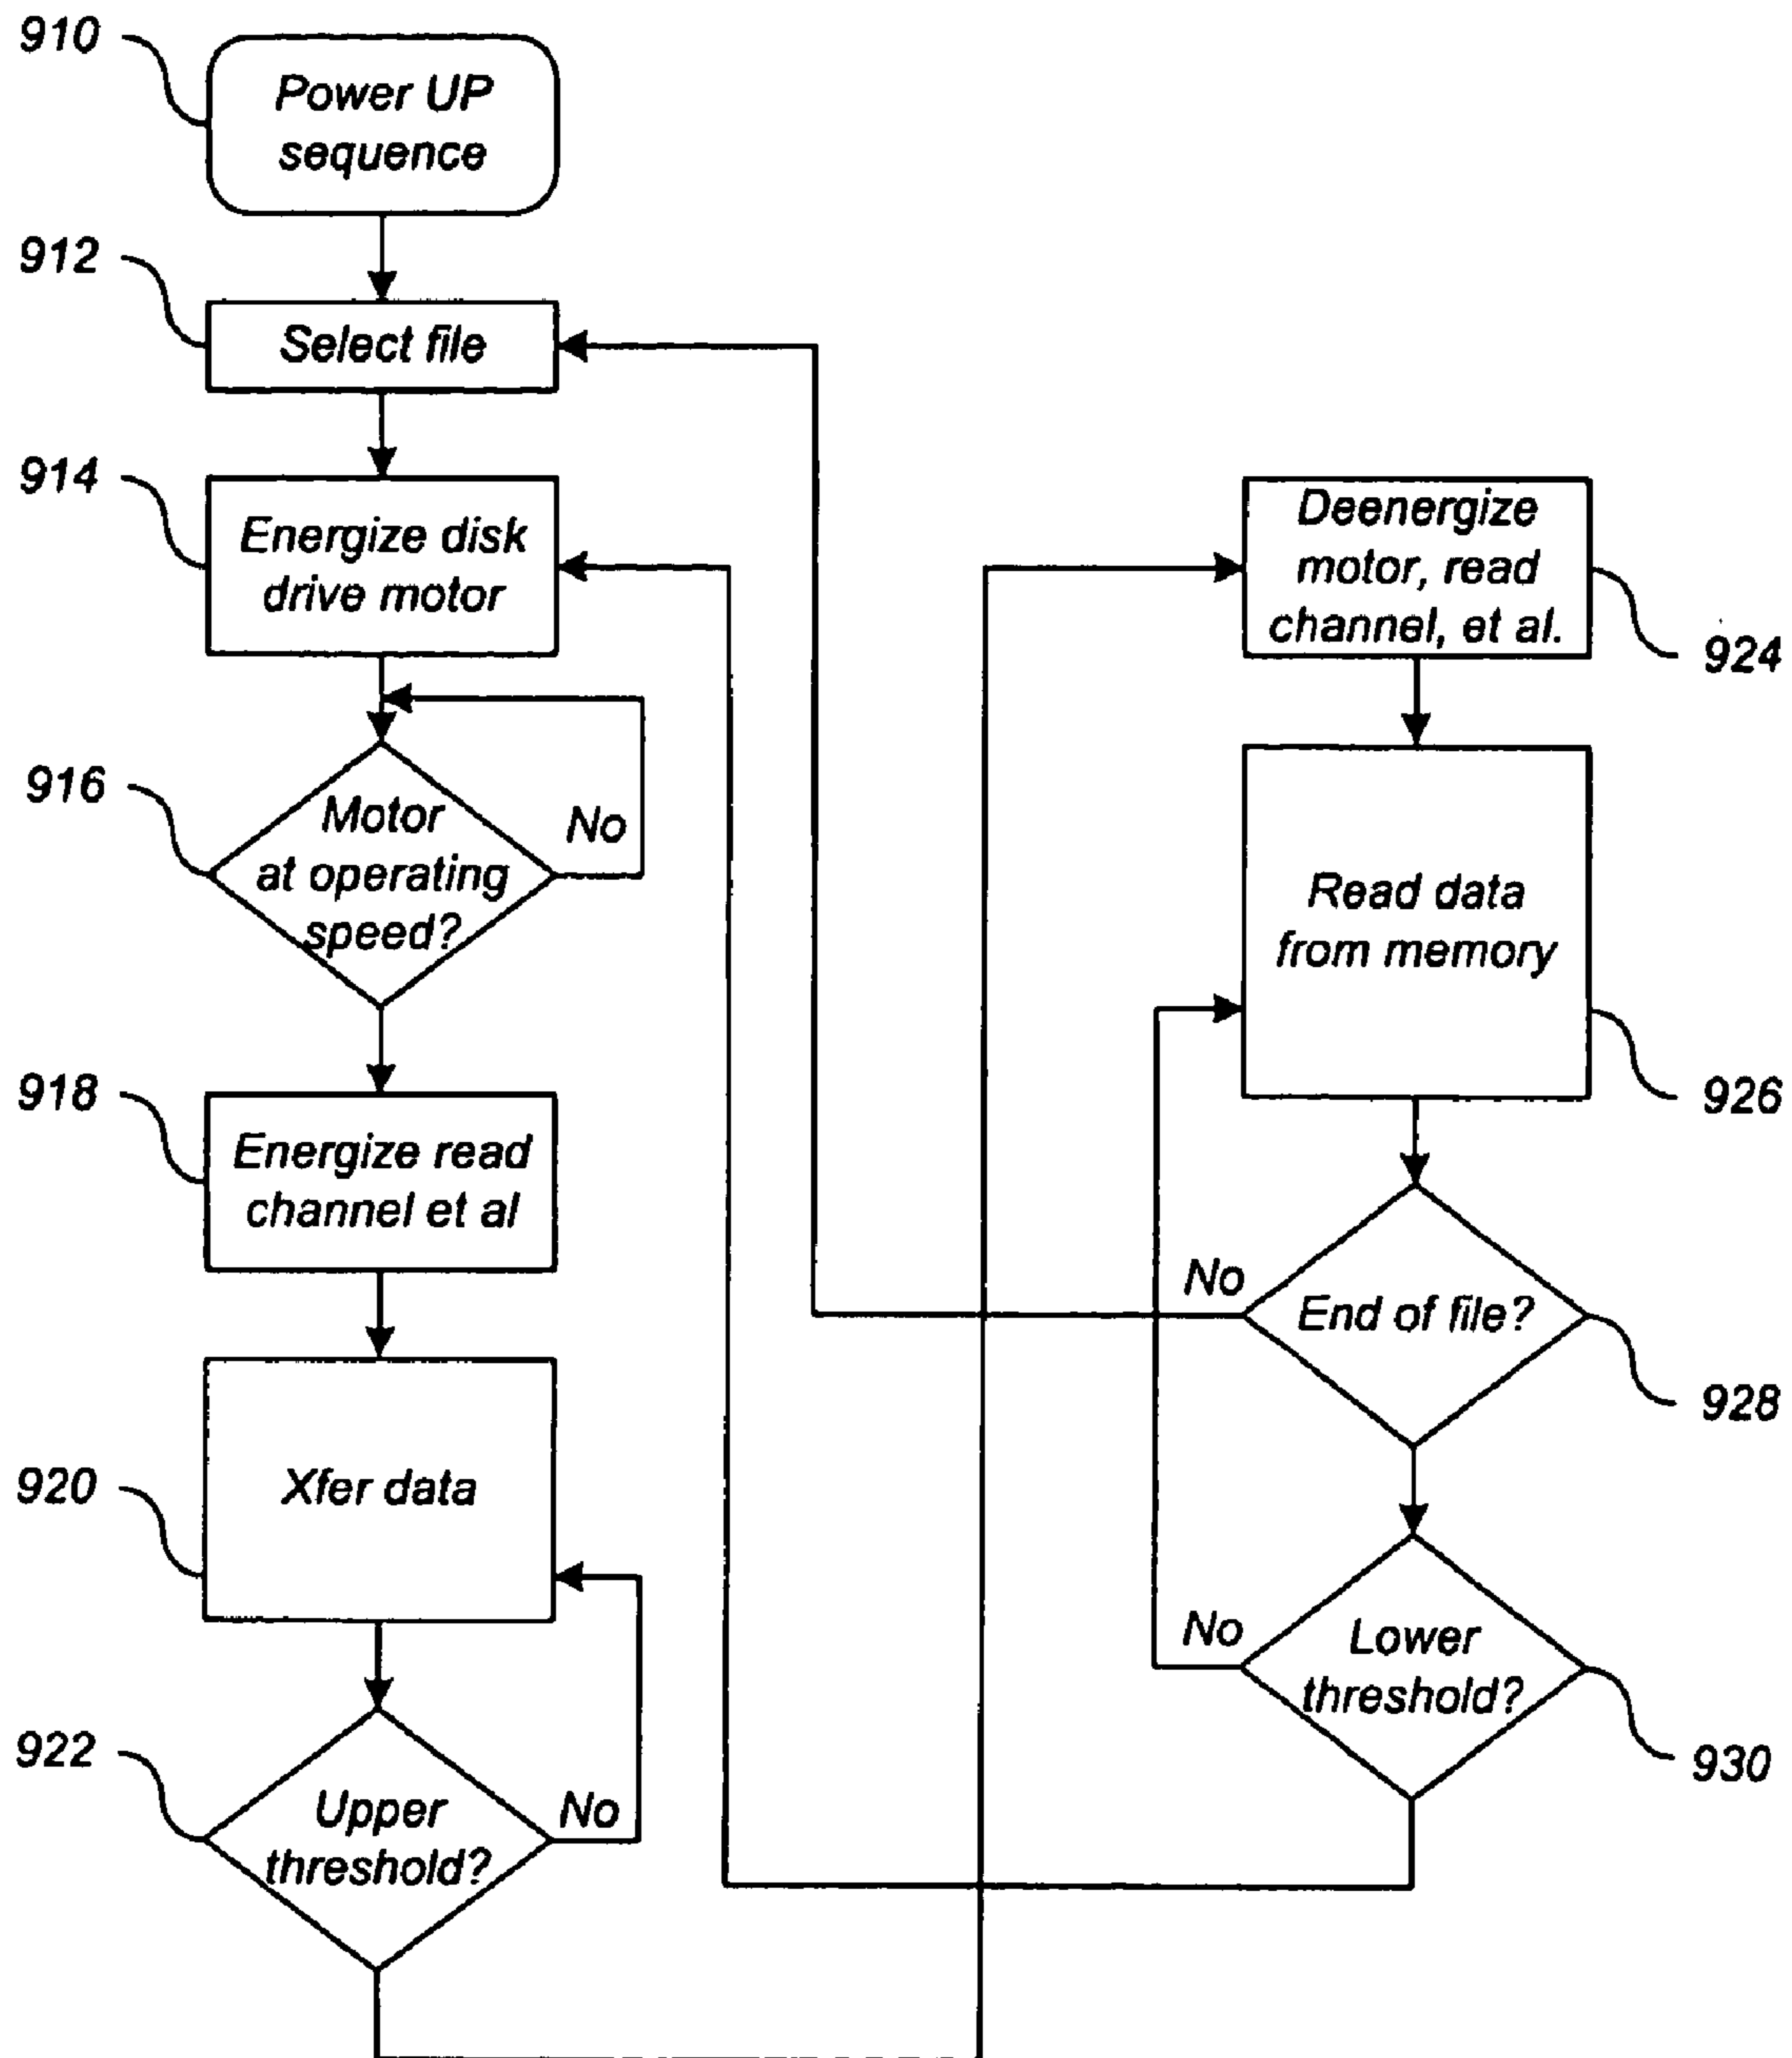 910
Power UP
sequence
912
Select file
914
Energize disk
drive motor
916
Motor
at operating
speed?
No
918
Energize read
channel et al
920
Xfer data
922
Upper
threshold?
No
Deenergize
motor, read
channel, et al.
924
Read data
from memory
926
No
End of file?
928
No
Lower
threshold?
930